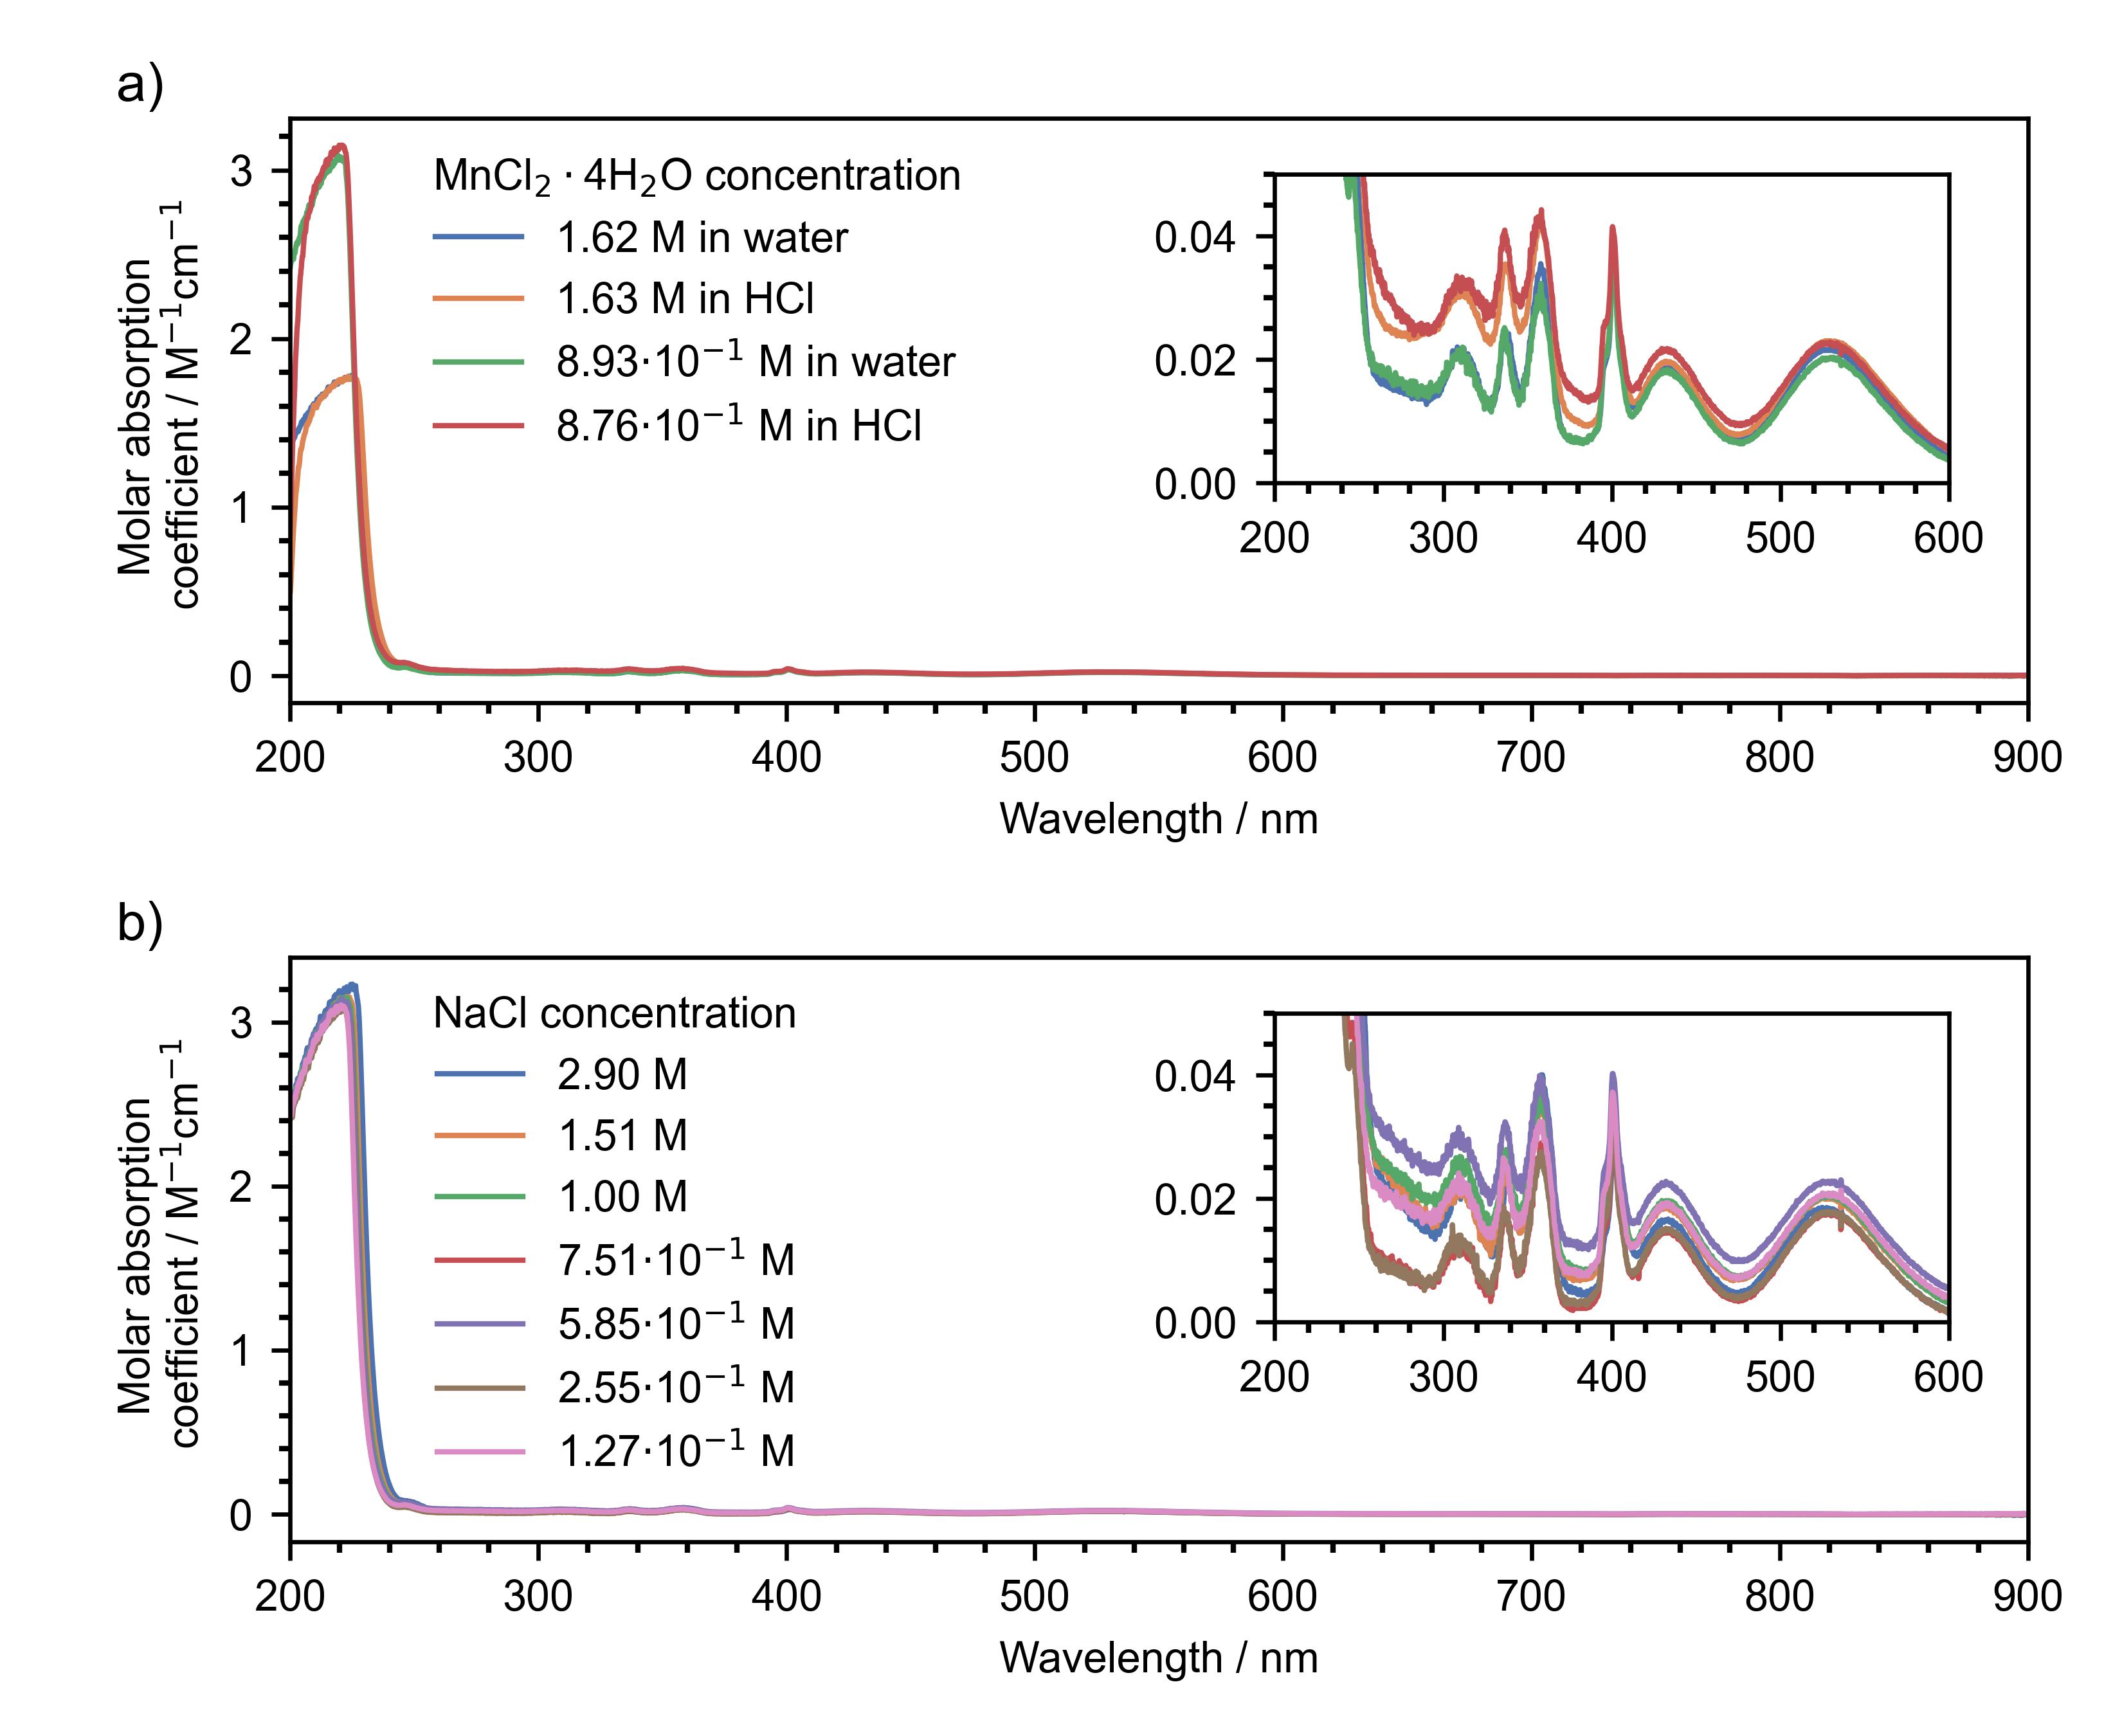 a)
Molar absorption
coefficient / M⁻¹cm⁻¹
3
2
1
0
MnCl₂ · 4H₂O concentration
1.62 M in water
1.63 M in HCl
8.93·10⁻¹ M in water
8.76·10⁻¹ M in HCl
0.04
0.02
0.00
200 300 400 500 600
200 300 400 500 600 700 800 900
Wavelength / nm
b)
Molar absorption
coefficient / M⁻¹cm⁻¹
3
2
1
0
NaCl concentration
2.90 M
1.51 M
1.00 M
7.51·10⁻¹ M
5.85·10⁻¹ M
2.55·10⁻¹ M
1.27·10⁻¹ M
0.04
0.02
0.00
200 300 400 500 600
200 300 400 500 600 700 800 900
Wavelength / nm